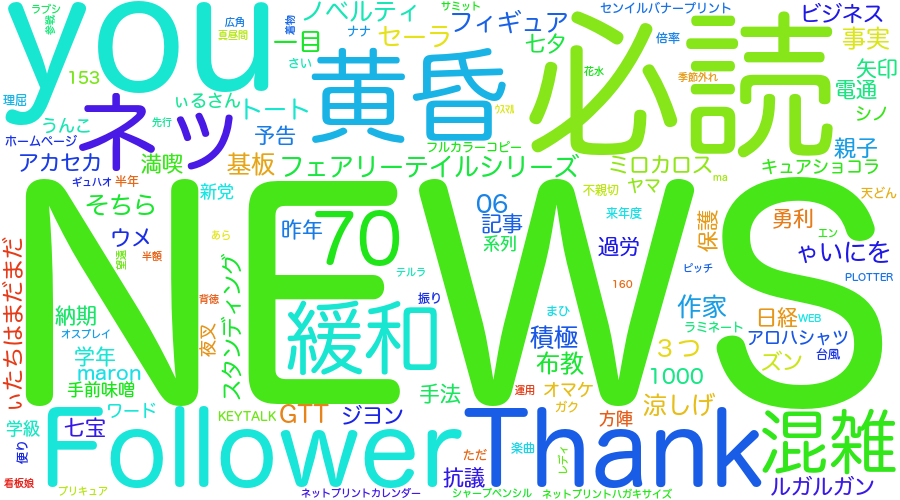 ラブシ
you
広角
着物
ノベルティ
サミット
センイルバナープリント
ビジネス
参戦
夏昼間
一目
ナナ
セーラ
フィギュア
必読
倍率
事実
さい
七夕
153
黄昏
花水
季節外れ
矢印
電通
理屈
ネッ
ぃるさん
トート
ウスマル
シノ
うんこ
先行
予告
ホームページ
フルカラーコピー
親子
アカセカ
満喫
基板
フェアリーテイルシリーズ
ミロカロス
キュアショコラ
ギュハオ
半年
ma
NEWS
新党
ヤマ
不親切
天どん
そちら
06
来年度
保護
勇利
ウメ
あら
70
昨年
記事
系列
過労
エン
ゃいにを
いたちはまだまだ
半額
テルラ
ピッチ
PLOTTER
スタンディング
160
背徳
振り
納期
緩和
まひ
作家
日経
WEB
オスプレイ
夜叉
積極
ラミネート
アロハシャツ
学年
布教
3つ
ズン
台風
maron
1000
手前味噌
手法
運用
オマケ
涼しげ
ワード
KEYTALK
GTT
ジヨン
ガク
方陣
学級
七宝
Follower
Thank
混雑
便り
ただ
楽曲
レディ
看板娘
抗議
ルガルガン
プリキュア
ネットプリントカレンダー
シャープペンシル
ネットプリントハガキサイズ